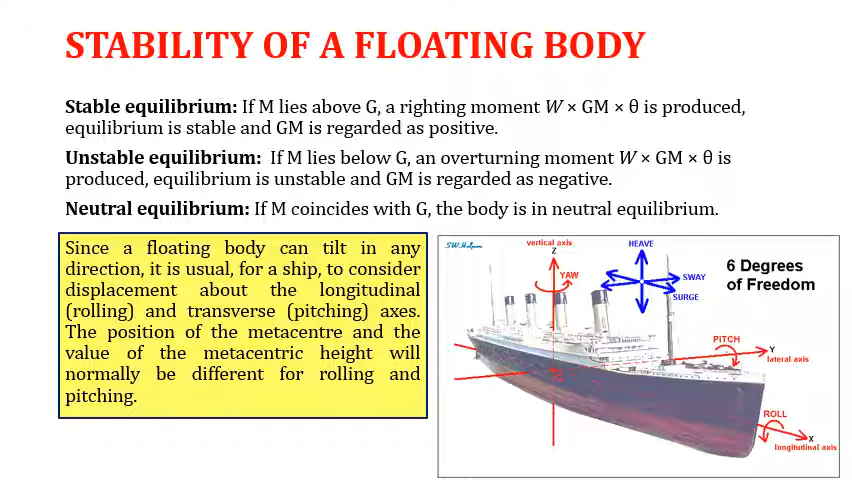 STABILITY OF A FLOATING BODY
Stable equilibrium: If M lies above G, a righting moment W × GM × θ is produced,
equilibrium is stable and GM is regarded as positive.
Unstable equilibrium:  If M lies below G, an overturning moment W × GM × θ is
produced, equilibrium is unstable and GM is regarded as negative.
Neutral equilibrium: If M coincides with G, the body is in neutral equilibrium.
Since a floating body can tilt in any
direction, it is usual, for a ship, to consider
displacement about the longitudinal
(rolling) and transverse (pitching) axes.
The position of the metacentre and the
value of the metacentric height will
normally be different for rolling and
pitching.
vertical axis
Z
YAW
HEAVE
SWAY
SURGE
6 Degrees
of Freedom
PITCH
Y
lateral axis
ROLL
X
longitudinal axis